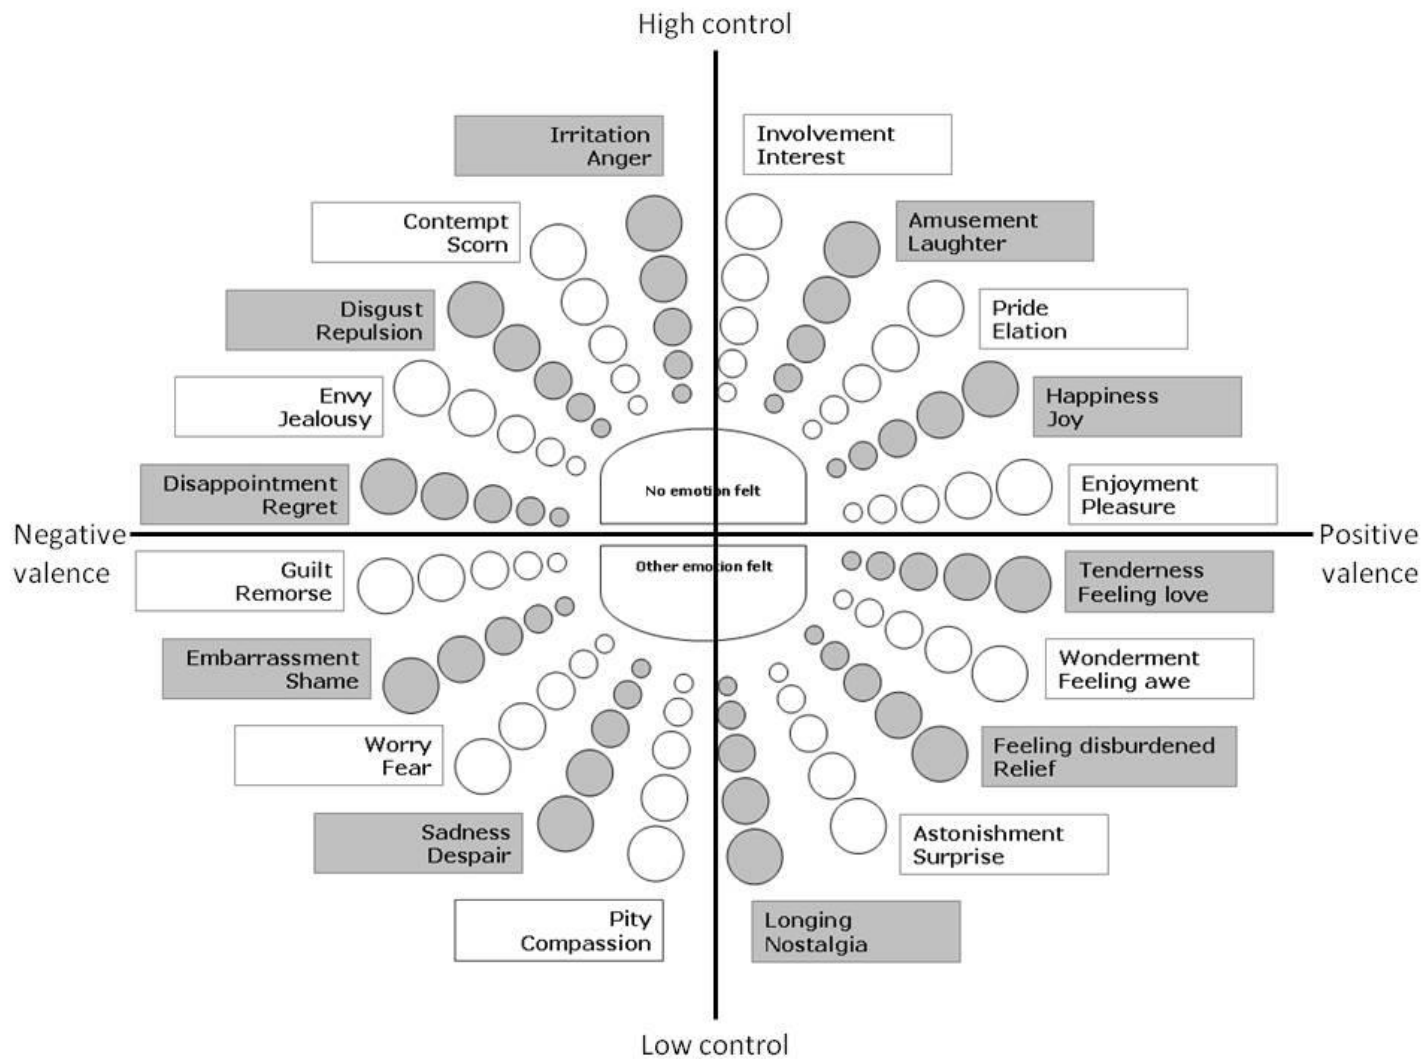 High control
Irritation
Anger
Involvement
Interest
Contempt
Scorn
Amusement
Laughter
Disgust
Repulsion
Pride
Elation
Envy
Jealousy
Happiness
Joy
Disappointment
Regret
No emotion felt
Enjoyment
Pleasure
Negative
valence
Positive
valence
Guilt
Remorse
Other emotion felt
Tenderness
Feeling love
Embarrassment
Shame
Wonderment
Feeling awe
Worry
Fear
Feeling disburdened
Relief
Sadness
Despair
Astonishment
Surprise
Pity
Compassion
Longing
Nostalgia
Low control